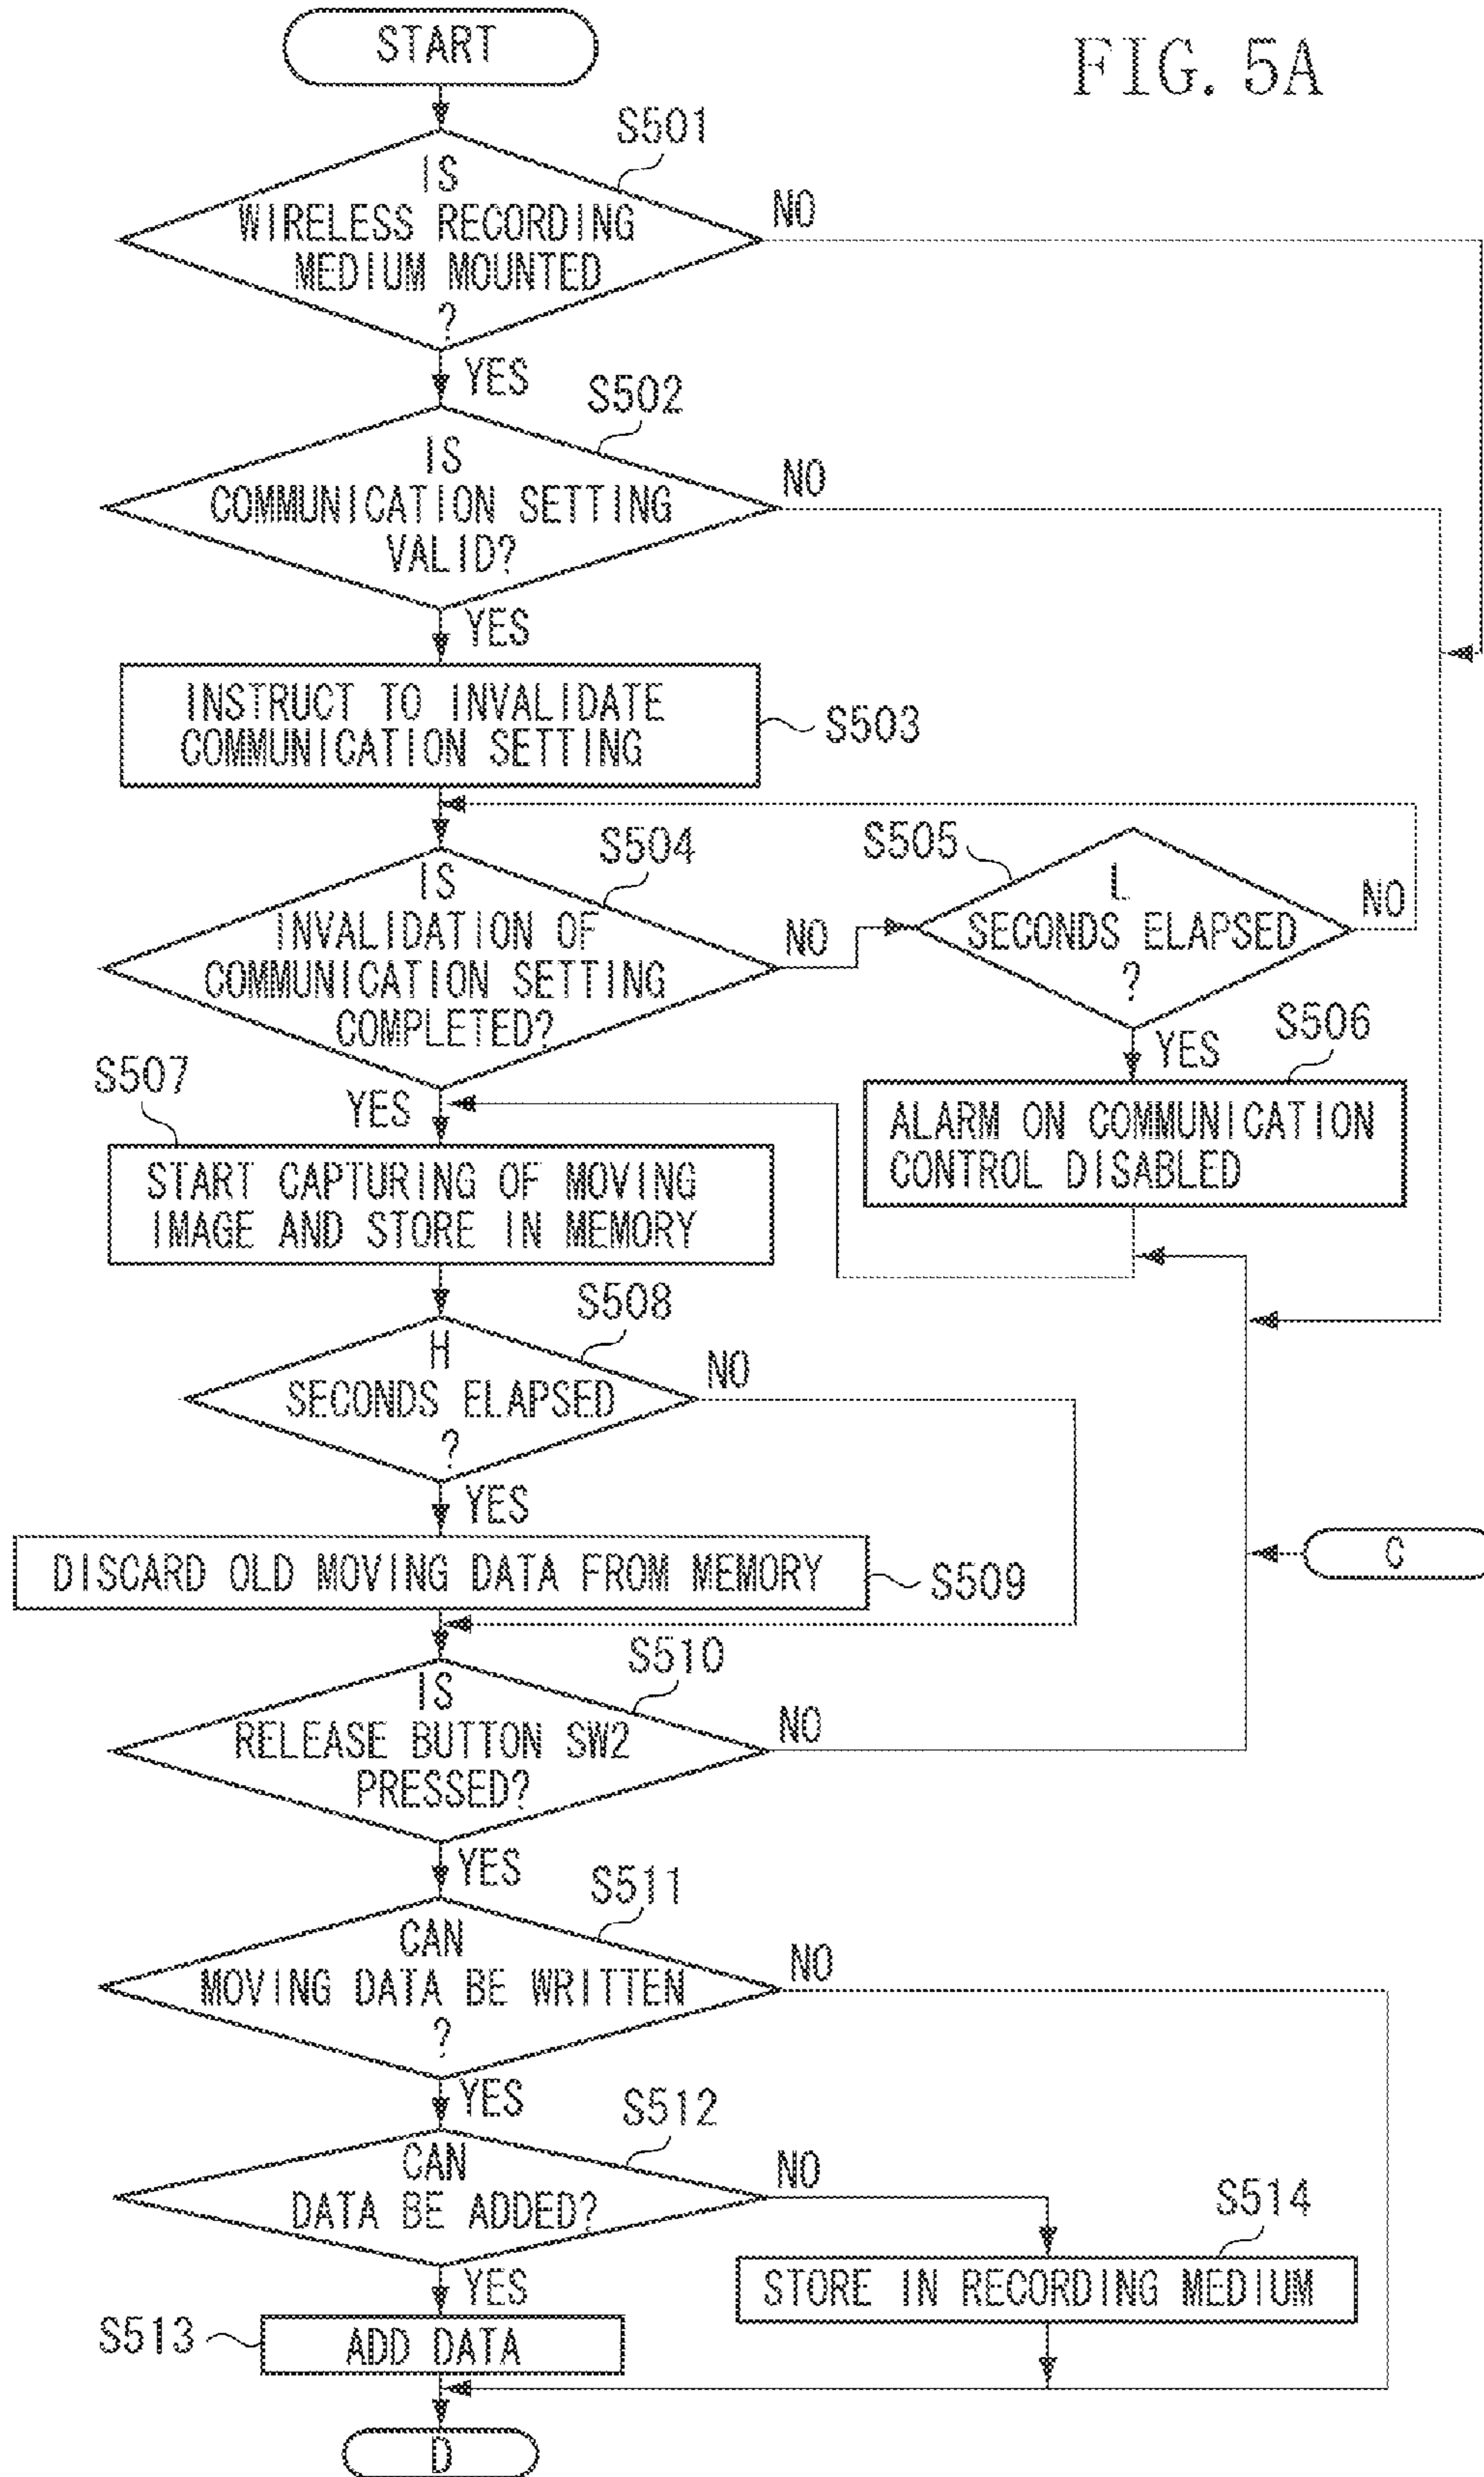 START
FIG. 5A
S501
IS
WIRELESS RECORDING
MEDIUM MOUNTED
?
NO
YES
S502
IS
COMMUNICATION SETTING
VALID?
NO
YES
INSTRUCT TO INVALIDATE
COMMUNICATION SETTING
S503
S504
IS
INVALIDATION OF
COMMUNICATION SETTING
COMPLETED?
NO
YES
S505
L
SECONDS ELAPSED
?
NO
YES
S506
ALARM ON COMMUNICATION
CONTROL DISABLED
S507
START CAPTURING OF MOVING
IMAGE AND STORE IN MEMORY
S508
H
SECONDS ELAPSED
?
NO
YES
DISCARD OLD MOVING DATA FROM MEMORY
S509
C
S510
IS
RELEASE BUTTON SW2
PRESSED?
NO
YES
S511
CAN
MOVING DATA BE WRITTEN
?
NO
YES
S512
CAN
DATA BE ADDED?
NO
YES
S514
STORE IN RECORDING MEDIUM
S513
ADD DATA
D